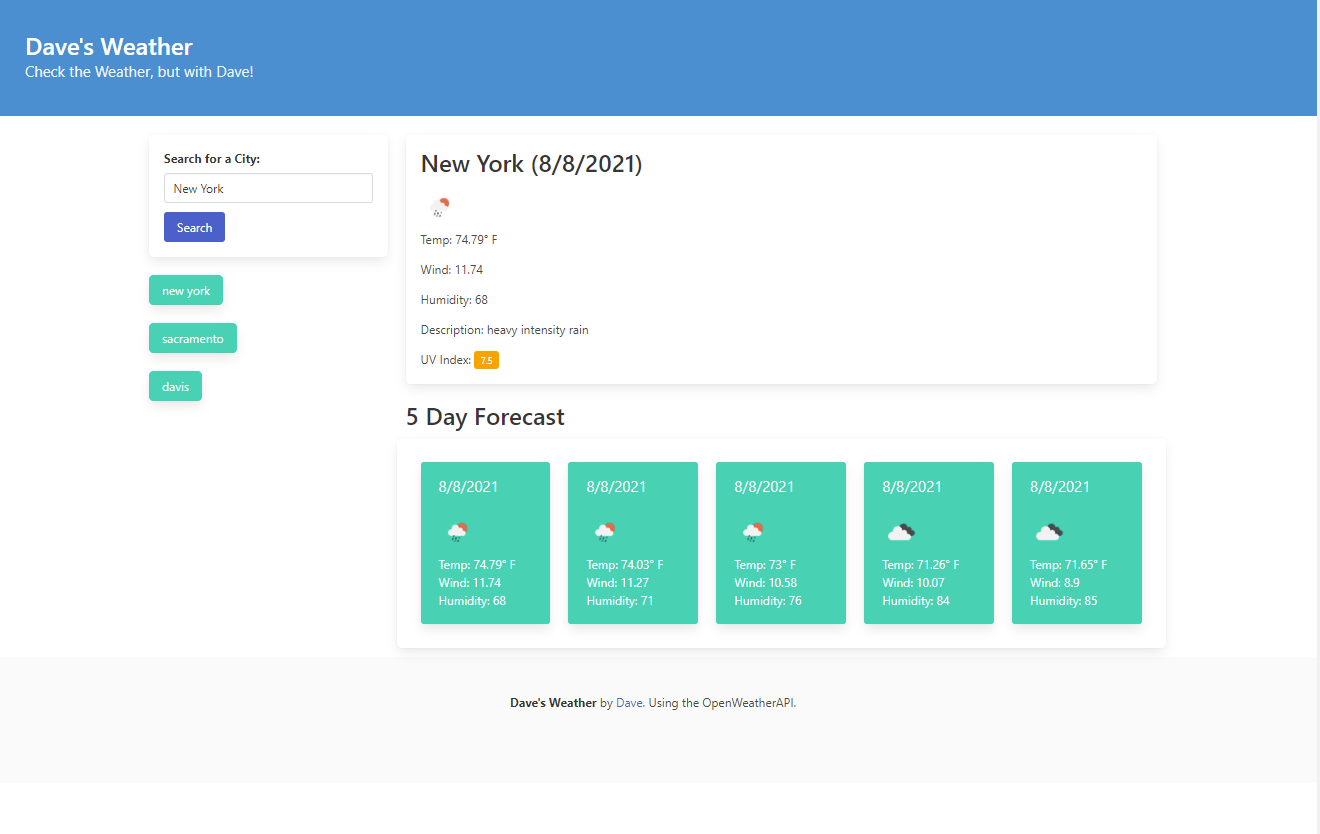 Dave's Weather
Check the Weather, but with Dave!
Search for a City:
New York
Search
new york
sacramento
davis
New York (8/8/2021)
Temp: 74.79° F
Wind: 11.74
Humidity: 68
Description: heavy intensity rain
UV Index: 7.5
5 Day Forecast
8/8/2021
Temp: 74.79° F
Wind: 11.74
Humidity: 68
8/8/2021
Temp: 74.03° F
Wind: 11.27
Humidity: 71
8/8/2021
Temp: 73° F
Wind: 10.58
Humidity: 76
8/8/2021
Temp: 71.26° F
Wind: 10.07
Humidity: 84
8/8/2021
Temp: 71.65° F
Wind: 8.9
Humidity: 85
Dave's Weather by Dave. Using the OpenWeatherAPI.